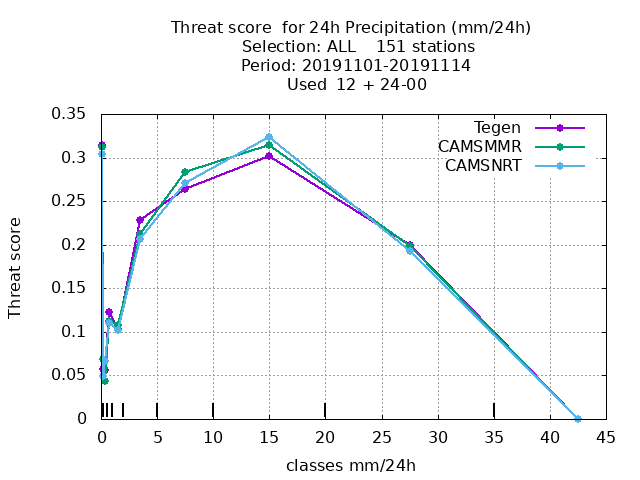 Threat score  for 24h Precipitation (mm/24h)
Selection: ALL    151 stations
Period: 20191101-20191114
Used  12 + 24-00
Tegen
CAMSMMR
CAMSNRT
0.35
0.3
0.25
0.2
0.15
0.1
0.05
0
Threat score
0 5 10 15 20 25 30 35 40 45
classes mm/24h